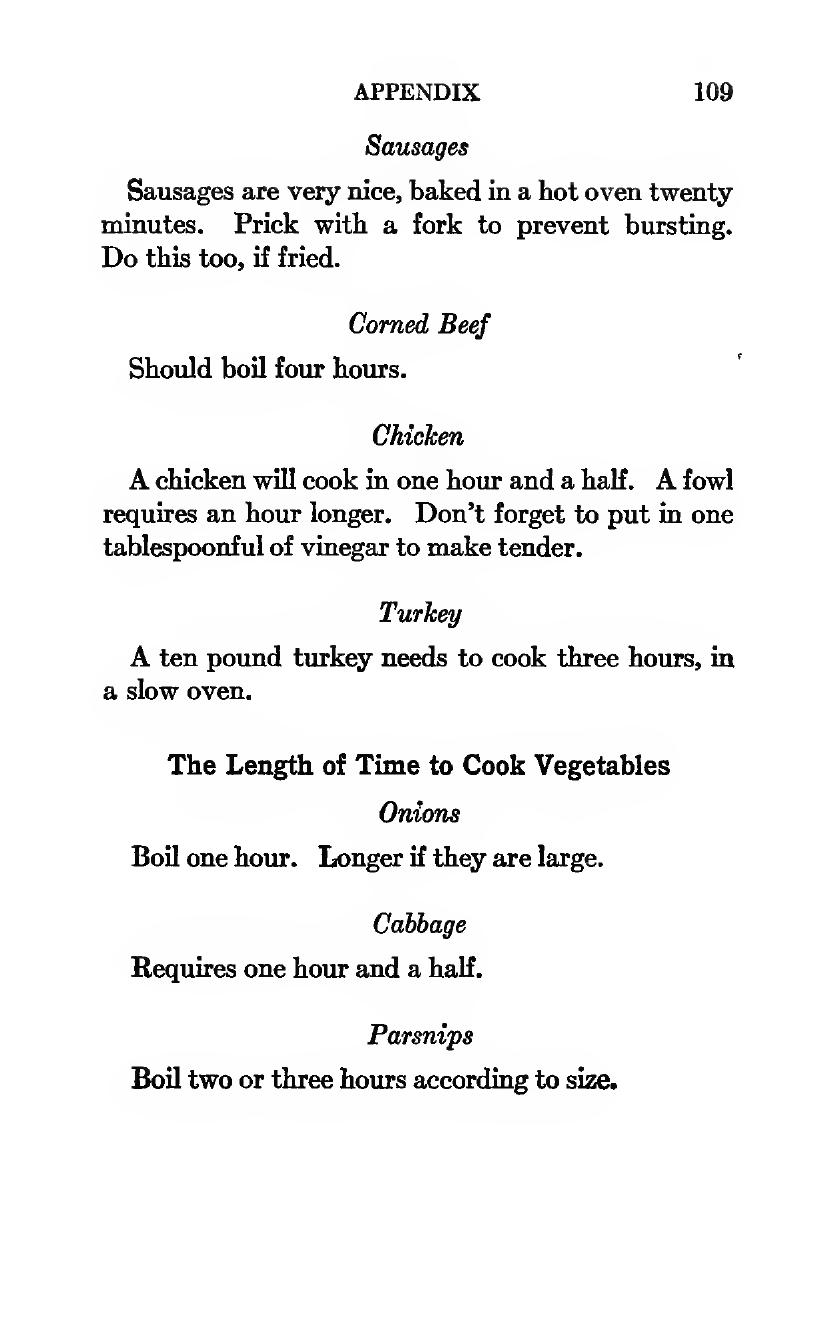 APPENDIX 109
Sausages
Sausages are very nice, baked in a hot oven twenty
minutes. Prick with a fork to prevent bursting.
Do this too, if fried.
Corned Beef
Should boil four hours.
Chicken
A chicken will cook in one hour and a half. A fowl
requires an hour longer. Don't forget to put in one
tablespoonful of vinegar to make tender.
Turkey
A ten pound turkey needs to cook three hours, in
a slow oven.
The Length of Time to Cook Vegetables
Onions
Boil one hour. Longer if they are large.
Cabbage
Requires one hour and a half.
Parsnips
Boil two or three hours according to size.